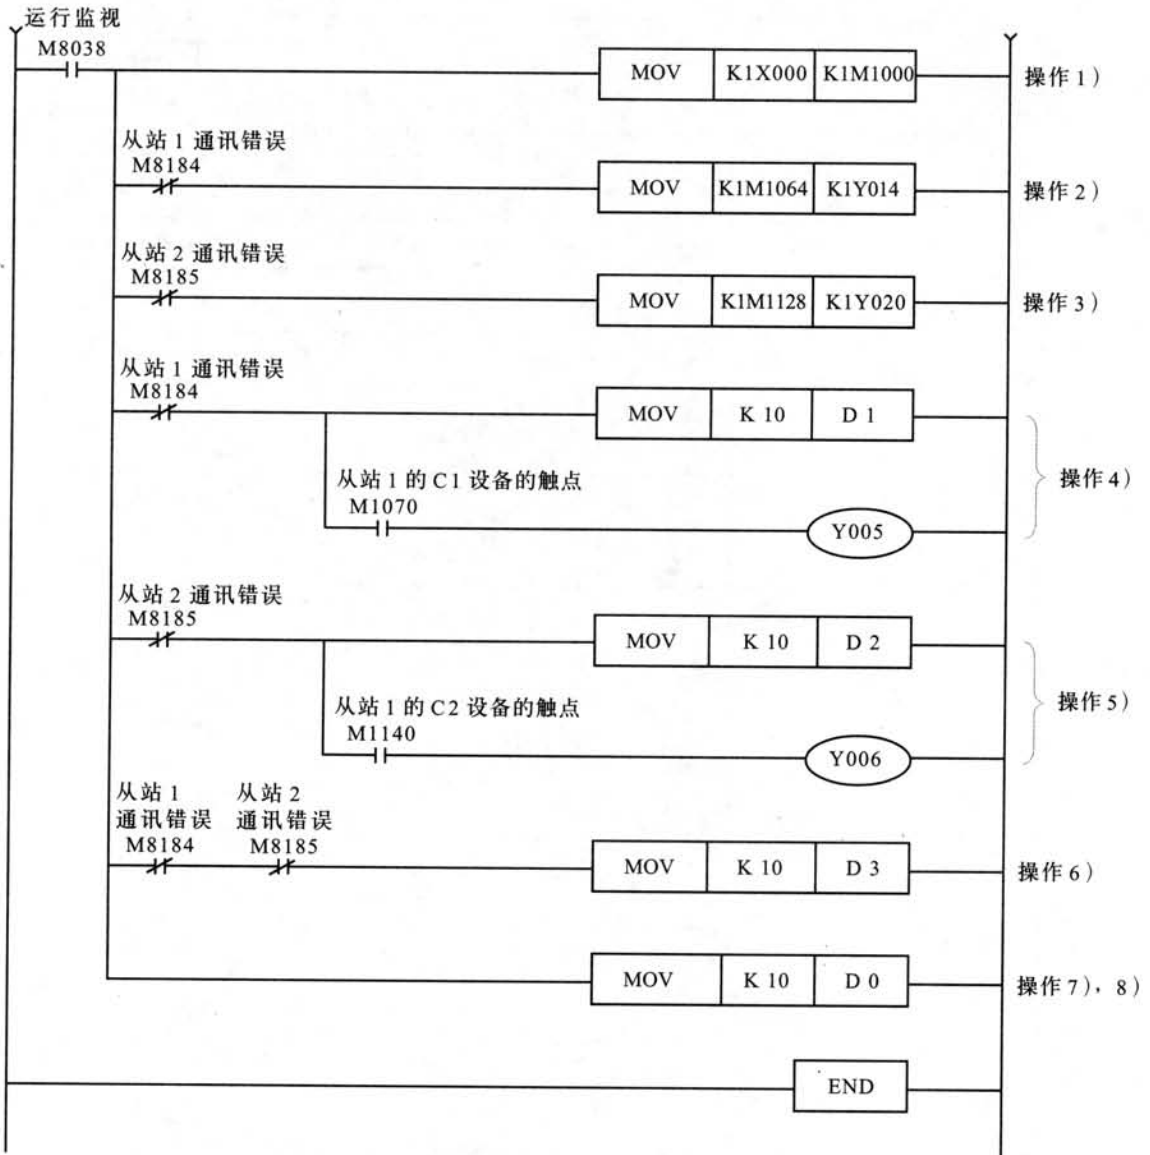 运行监视
M8038
MOV K1X000 K1M1000 操作 1)
从站 1 通讯错误
M8184
MOV K1M1064 K1Y014 操作 2)
从站 2 通讯错误
M8185
MOV K1M1128 K1Y020 操作 3)
从站 1 通讯错误
M8184
MOV K 10 D 1
操作 4)
从站 1 的 C1 设备的触点
M1070
Y005
从站 2 通讯错误
M8185
MOV K 10 D 2
操作 5)
从站 1 的 C2 设备的触点
M1140
Y006
从站 1 从站 2
通讯错误 通讯错误
M8184 M8185
MOV K 10 D 3 操作 6)
MOV K 10 D 0 操作 7), 8)
END